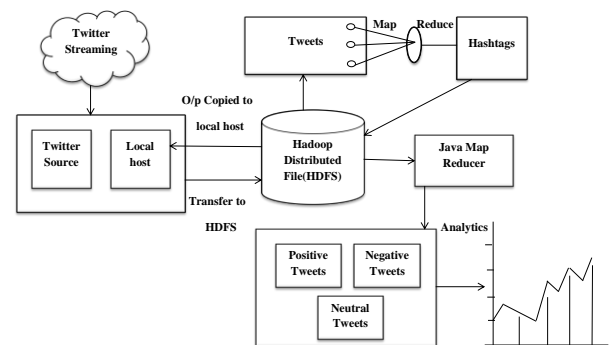 Twitter
Streaming
Tweets
Map
Reduce
Hashtags
O/p Copied to
local host
Twitter
Source
Local
host
Hadoop
Distributed
File(HDFS)
Java Map
Reducer
Transfer to
HDFS
Analytics
Positive
Tweets
Negative
Tweets
Neutral
Tweets